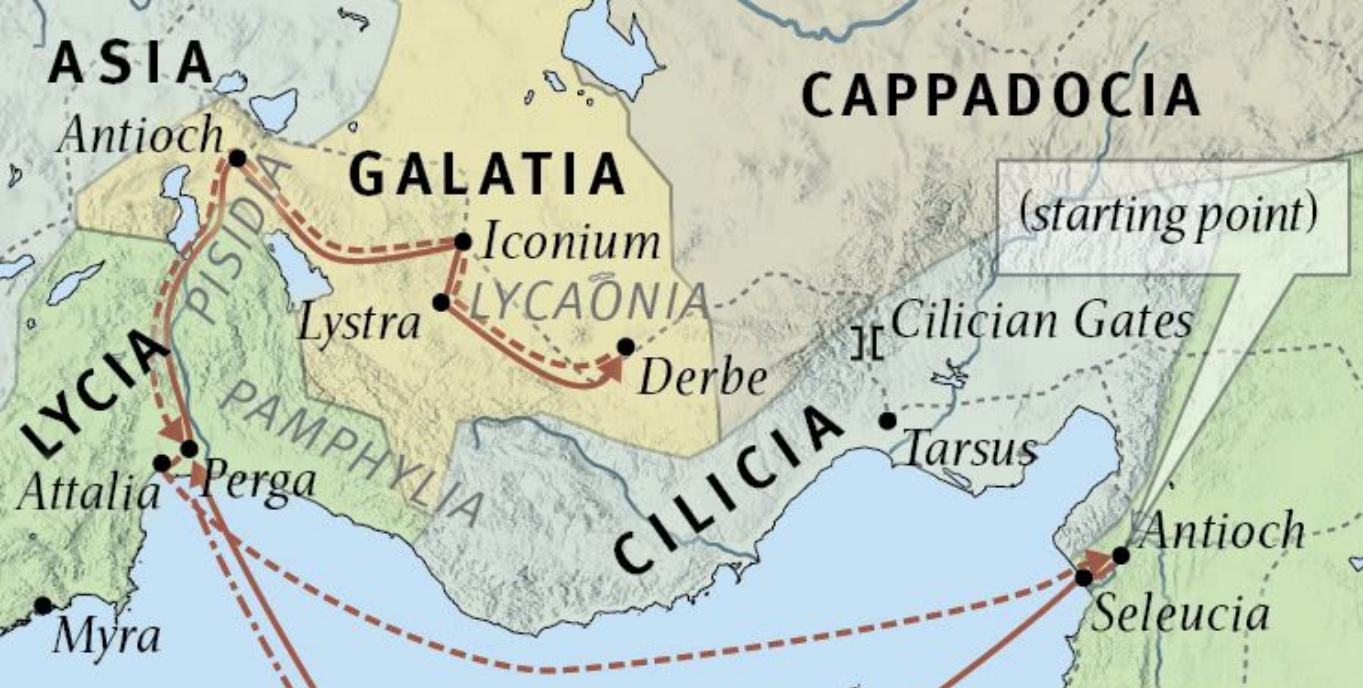 ASIA
CAPPADOCIA
Antioch
GALATIA
PISIDIA
(starting point)
Iconium
LYCAONIA
Lystra
Cilician Gates
Derbe
LYCIA
PAMPHYLIA
CILICIA
Tarsus
Attalia
Perga
Antioch
Seleucia
Myra